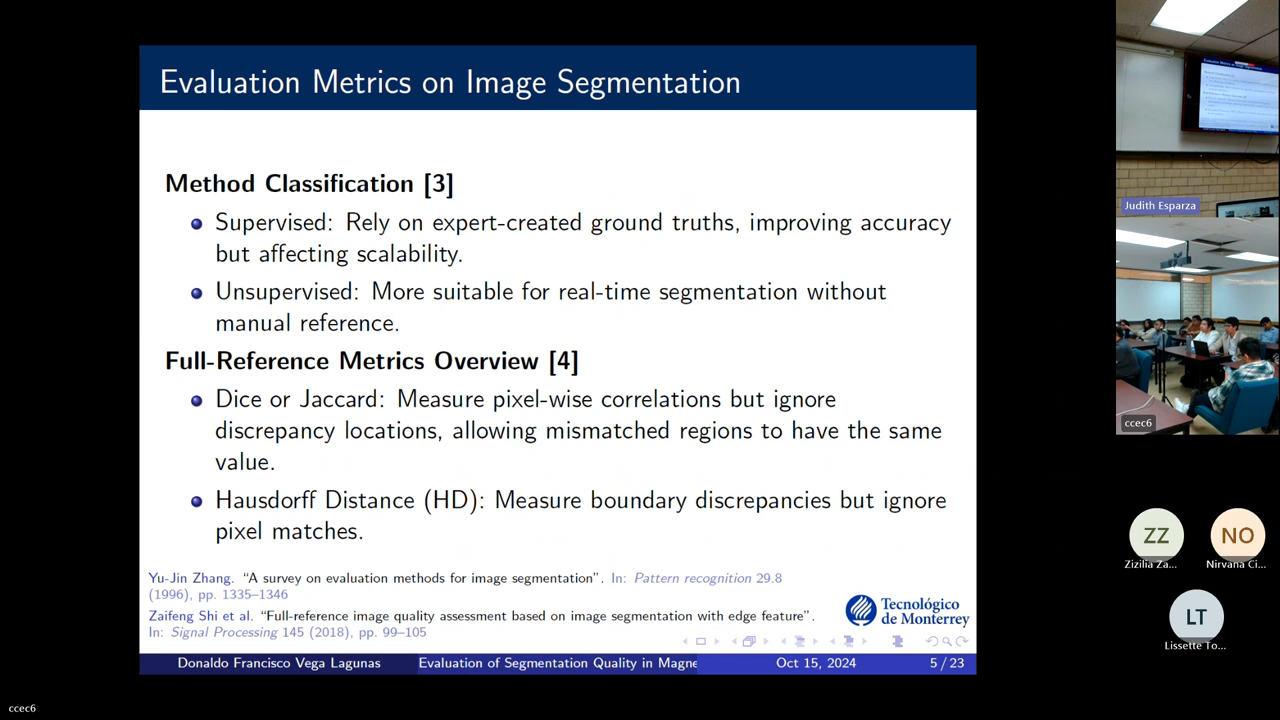 Evaluation Metrics on Image Segmentation
Method Classification [3]
Supervised: Rely on expert-created ground truths, improving accuracy
but affecting scalability.
Unsupervised: More suitable for real-time segmentation without
manual reference.
Full-Reference Metrics Overview [4]
Dice or Jaccard: Measure pixel-wise correlations but ignore
discrepancy locations, allowing mismatched regions to have the same
value.
Hausdorff Distance (HD): Measure boundary discrepancies but ignore
pixel matches.
Yu-Jin Zhang. “A survey on evaluation methods for image segmentation”. In: Pattern recognition 29.8
(1996), pp. 1335–1346
Zaifeng Shi et al. “Full-reference image quality assessment based on image segmentation with edge feature”.
In: Signal Processing 145 (2018), pp. 99–105
Tecnológico
de Monterrey
Donaldo Francisco Vega Lagunas Evaluation of Segmentation Quality in Magne Oct 15, 2024 5 / 23
Judith Esparza
ccec6
ZZ
Zizilia Za...
NO
Nirvana Ci...
LT
Lissette To...
ccec6